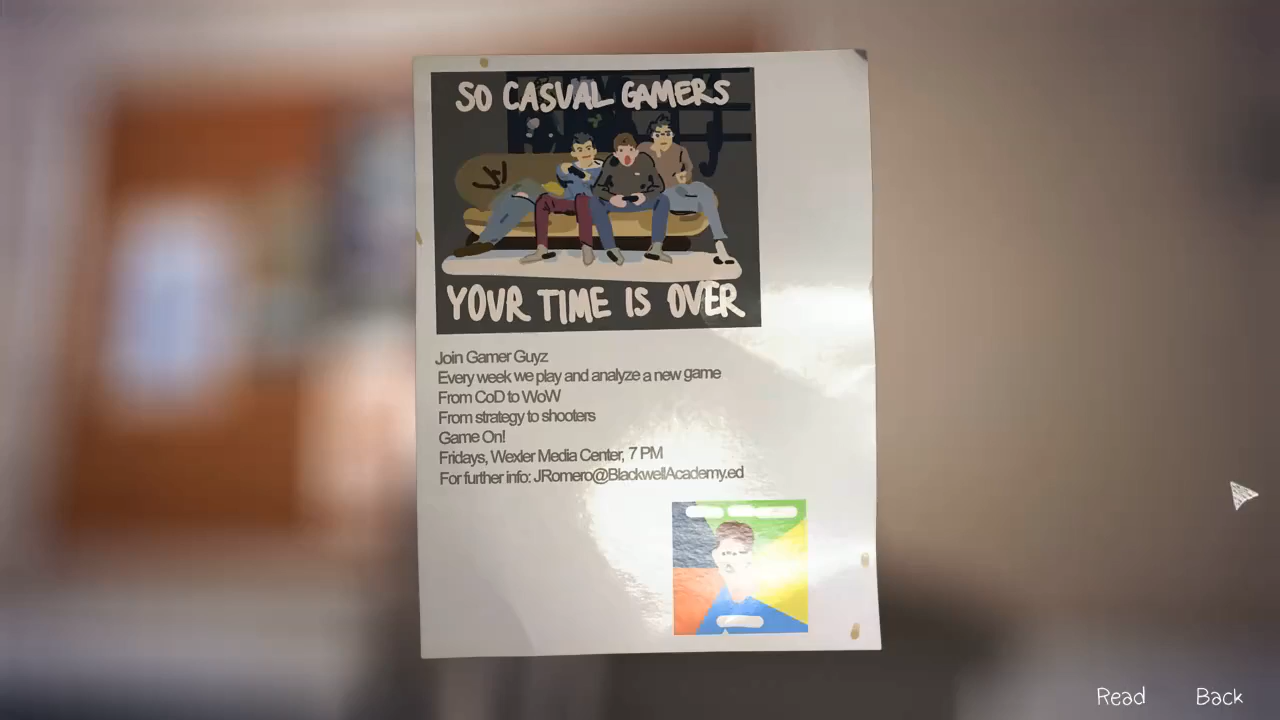 SO CASUAL GAMERS
YOUR TIME IS OVER
Join Gamer Guyz
Every week we play and analyze a new game
From CoD to WoW
From strategy to shooters
Game On!
Fridays, Wexler Media Center, 7 PM
For further info: JRomero@BlackwellAcademy.ed
Read
Back